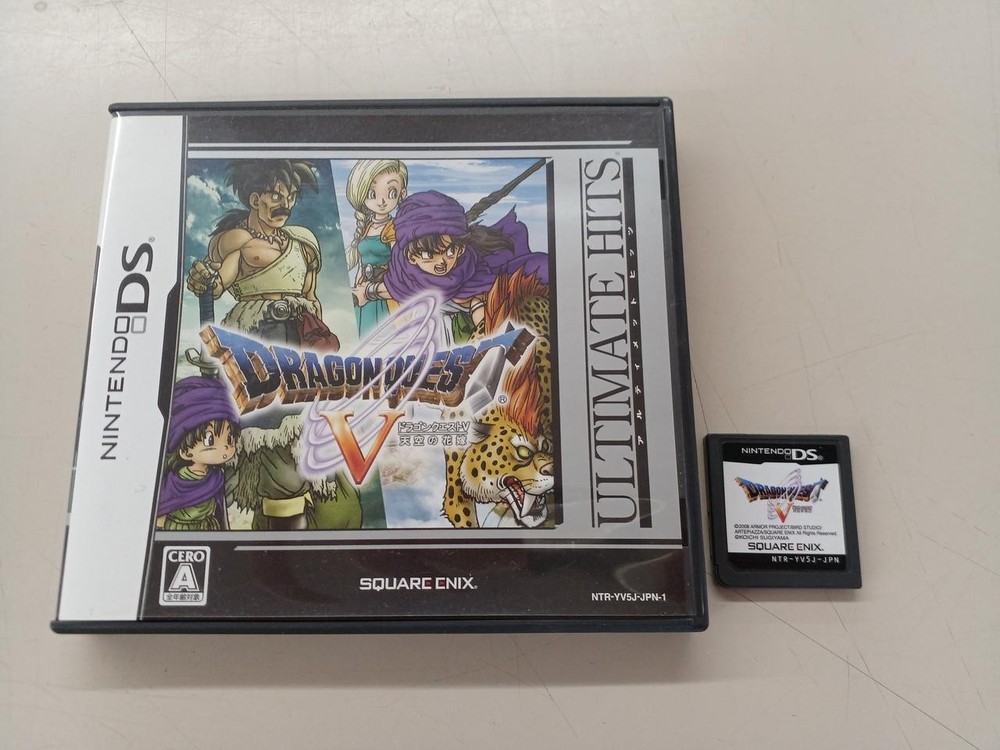 NINTENDO DS®
ULTIMATE HITS
アルティメットヒッツ
DRAGON QUEST®
V
ドラゴンクエストV
天空の花嫁
CERO
A
全年齢対象
SQUARE ENIX.
NTR-YV5J-JPN-1
NINTENDO DS®
DRAGON QUEST
V
©2008 ARMOR PROJECT/BIRD STUDIO/
ARTEPIAZZA/SQUARE ENIX All Rights Reserved.
©KOICHI SUGIYAMA
SQUARE ENIX.
NTR-YV5J-JPN